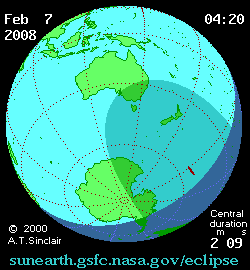 Feb 7 04:20
2008
Central
duration
m s
2 09
© 2000
A.T.Sinclair
sunearth.gsfc.nasa.gov/eclipse